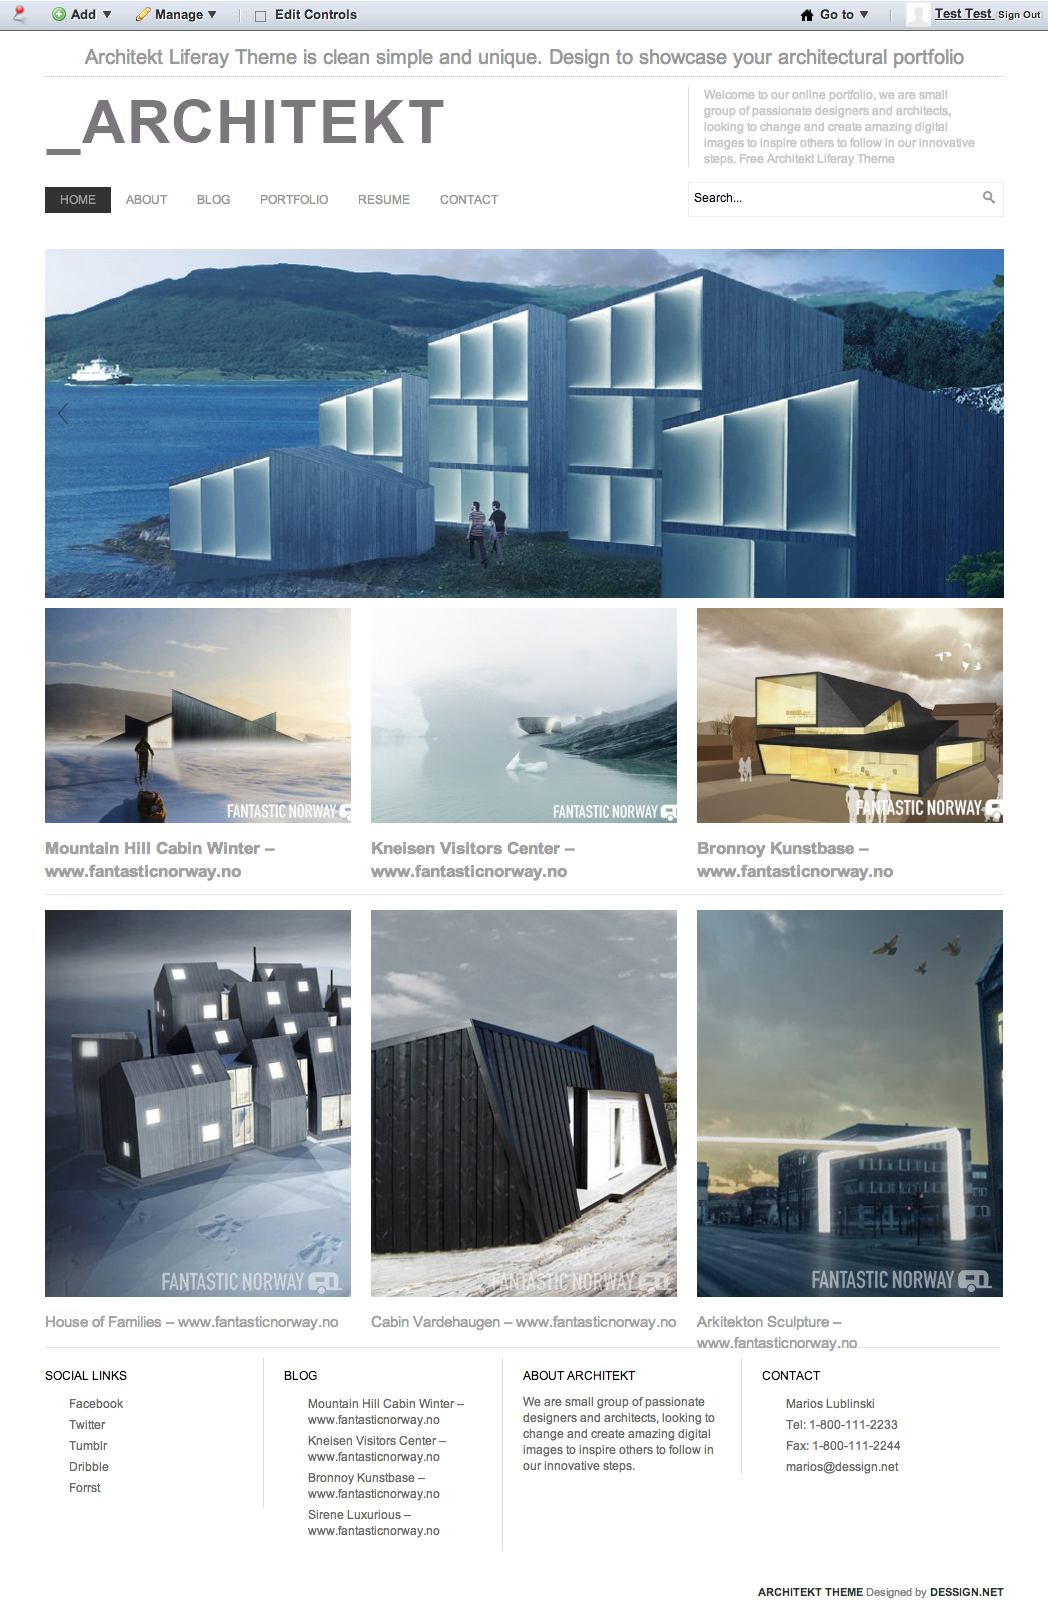 Add Manage Edit Controls Go to Test Test Sign Out
Architekt Liferay Theme is clean simple and unique. Design to showcase your architectural portfolio
_ARCHITEKT
Welcome to our online portfolio, we are small
group of passionate designers and architects,
looking to change and create amazing digital
images to inspire others to follow in our innovative
steps. Free Architekt Liferay Theme
HOME ABOUT BLOG PORTFOLIO RESUME CONTACT
Search...
FANTASTIC NORWAY
FANTASTIC NORWAY
FANTASTIC NORWAY
Mountain Hill Cabin Winter –
www.fantasticnorway.no
Kneisen Visitors Center –
www.fantasticnorway.no
Bronnoy Kunstbase –
www.fantasticnorway.no
FANTASTIC NORWAY
FANTASTIC NORWAY
FANTASTIC NORWAY
House of Families – www.fantasticnorway.no
Cabin Vardehaugen – www.fantasticnorway.no
Arkitekton Sculpture –
www.fantasticnorway.no
SOCIAL LINKS
Facebook
Twitter
Tumblr
Dribble
Forrst
BLOG
Mountain Hill Cabin Winter –
www.fantasticnorway.no
Kneisen Visitors Center –
www.fantasticnorway.no
Bronnoy Kunstbase –
www.fantasticnorway.no
Sirene Luxurious –
www.fantasticnorway.no
ABOUT ARCHITEKT
We are small group of passionate
designers and architects, looking to
change and create amazing digital
images to inspire others to follow in
our innovative steps.
CONTACT
Marios Lublinski
Tel: 1-800-111-2233
Fax: 1-800-111-2244
marios@dessign.net
ARCHITEKT THEME Designed by DESSIGN.NET